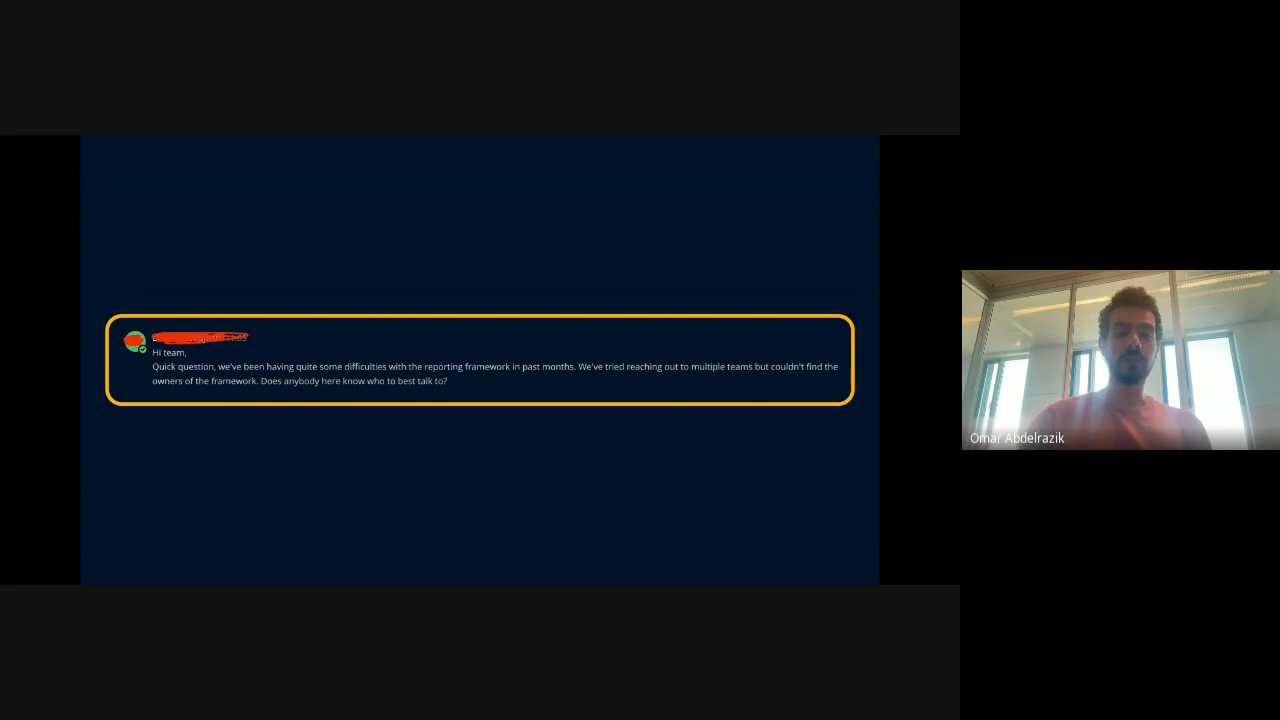 Hi team,
Quick question, we've been having quite some difficulties with the reporting framework in past months. We've tried reaching out to multiple teams but couldn't find the
owners of the framework. Does anybody here know who to best talk to?
Omar Abdelrazik